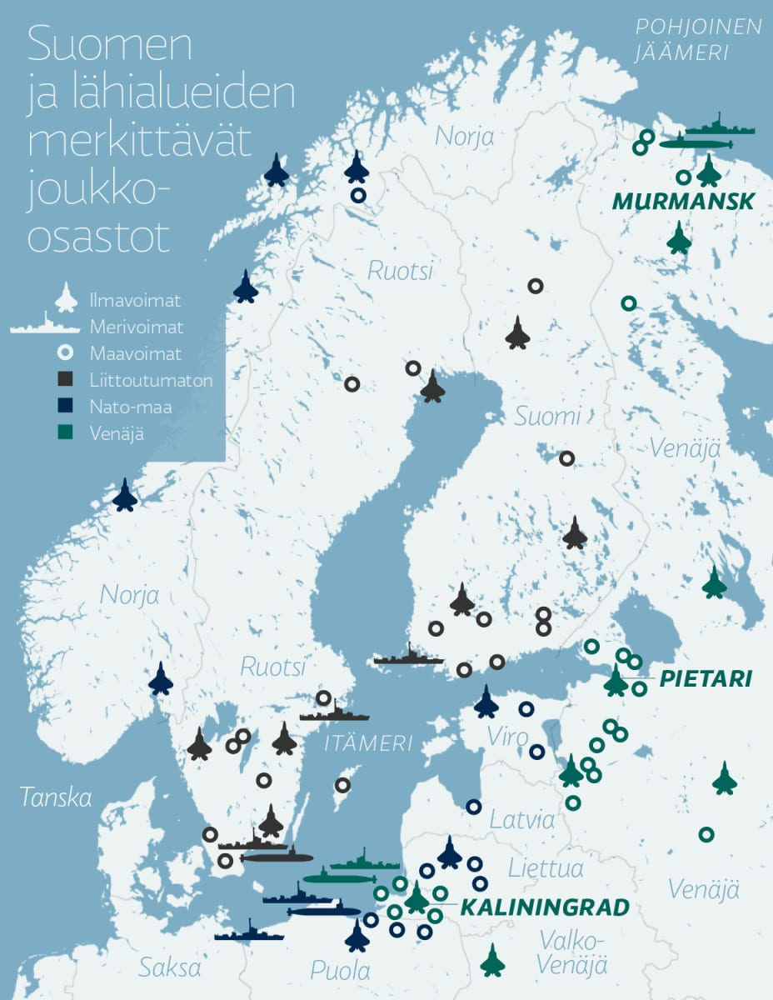 Suomen
ja lähialueiden
merkittävät
joukko-
osastot
POHJOINEN
JÄÄMERI
Norja
MURMANSK
Ruotsi
Ilmavoimat
Merivoimat
Maavoimat
Liittoutumaton
Nato-maa
Venäjä
Suomi
Venäjä
Norja
Ruotsi
PIETARI
ITÄMERI
Viro
Tanska
Latvia
Liettua
Venäjä
KALININGRAD
Valko-
Venäjä
Saksa
Puola